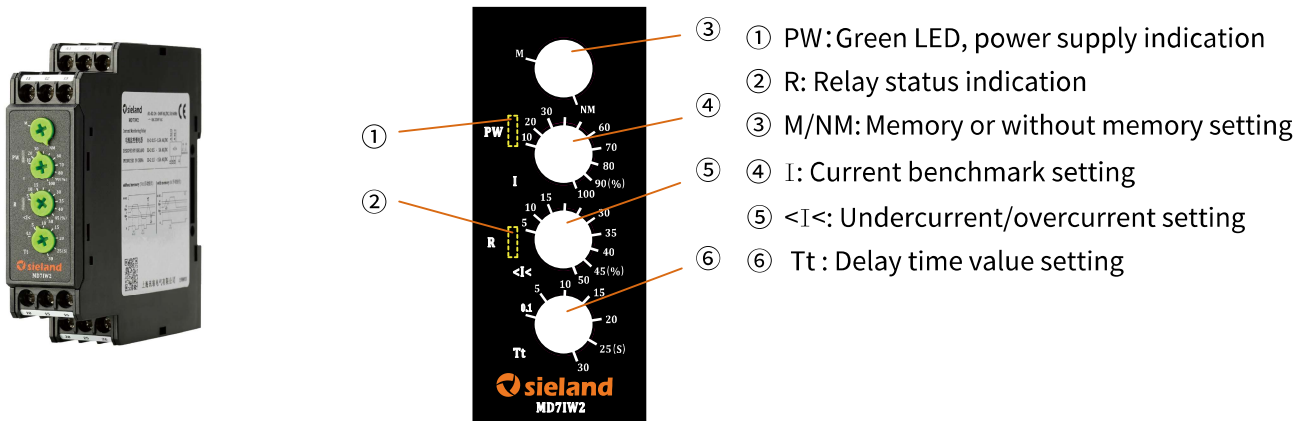 sieland
CE
MD7IW2
① PW:Green LED, power supply indication
② R: Relay status indication
③ M/NM: Memory or without memory setting
④ I: Current benchmark setting
⑤ <I<: Undercurrent/overcurrent setting
⑥ Tt : Delay time value setting
①
②
③
④
⑤
⑥
M
NM
PW
10 20 30 60 70 80 90(%) 100
I
R
5 10 15 30 35 40 45(%) 50
<I<
0.1 5 10 15 20 25(S) 30
Tt
sieland
MD7IW2